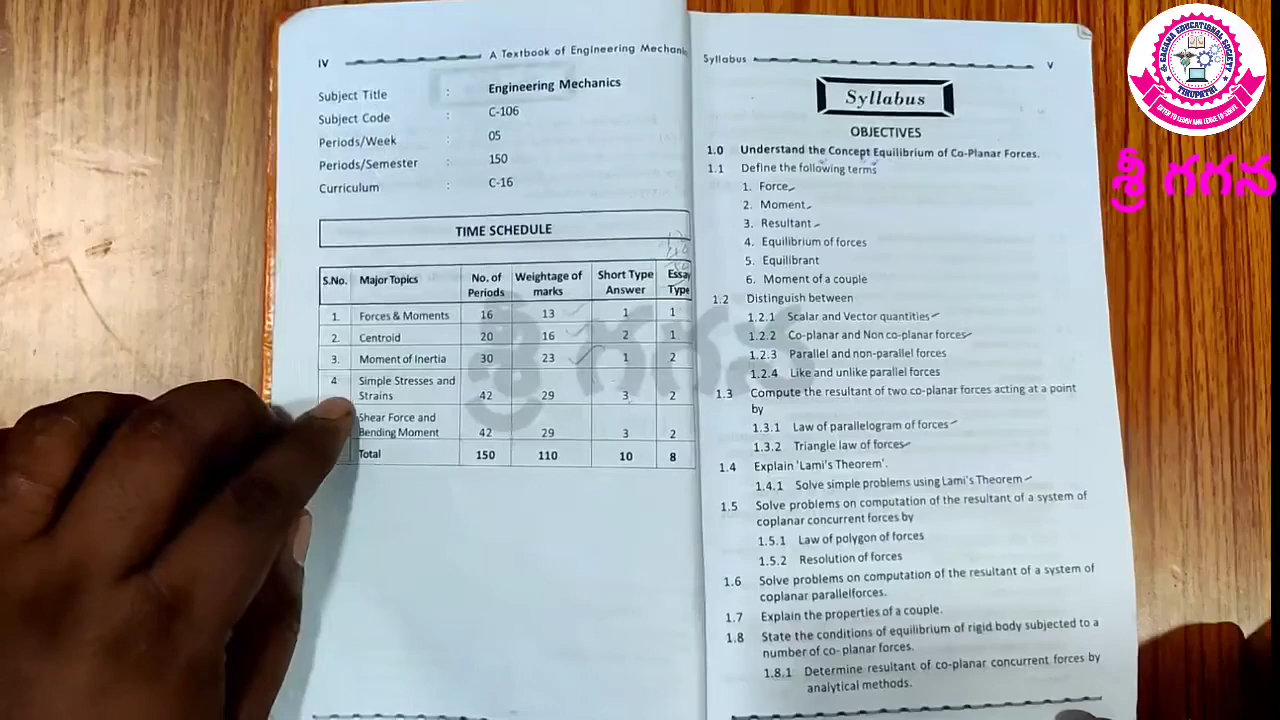 IV A Textbook of Engineering Mechani
Subject Title : Engineering Mechanics
Subject Code : C-106
Periods/Week : 05
Periods/Semester : 150
Curriculum : C-16
TIME SCHEDULE
S.No. Major Topics No. of Periods Weightage of marks Short Type Answer Essay Type
1. Forces & Moments 16 13 1 1
2. Centroid 20 16 2 1
3. Moment of Inertia 30 23 1 2
4 Simple Stresses and Strains 42 29 3 2
Shear Force and Bending Moment 42 29 3 2
Total 150 110 10 8
Syllabus V
Syllabus
OBJECTIVES
1.0 Understand the Concept Equilibrium of Co-Planar Forces.
1.1 Define the following terms
1. Force
2. Moment
3. Resultant
4. Equilibrium of forces
5. Equilibrant
6. Moment of a couple
1.2 Distinguish between
1.2.1 Scalar and Vector quantities
1.2.2 Co-planar and Non co-planar forces
1.2.3 Parallel and non-parallel forces
1.2.4 Like and unlike parallel forces
1.3 Compute the resultant of two co-planar forces acting at a point
by
1.3.1 Law of parallelogram of forces
1.3.2 Triangle law of forces
1.4 Explain 'Lami's Theorem'.
1.4.1 Solve simple problems using Lami's Theorem
1.5 Solve problems on computation of the resultant of a system of
coplanar concurrent forces by
1.5.1 Law of polygon of forces
1.5.2 Resolution of forces
1.6 Solve problems on computation of the resultant of a system of
coplanar parallelforces.
1.7 Explain the properties of a couple.
1.8 State the conditions of equilibrium of rigid body subjected to a
number of co- planar forces.
1.8.1 Determine resultant of co-planar concurrent forces by
analytical methods.
SRI GAGANA EDUCATIONAL SOCIETY
TIRUPATHI
ENTER TO LEARN AND LEAVE TO SERVE
శ్రీ గగన
శ్రీ గగన